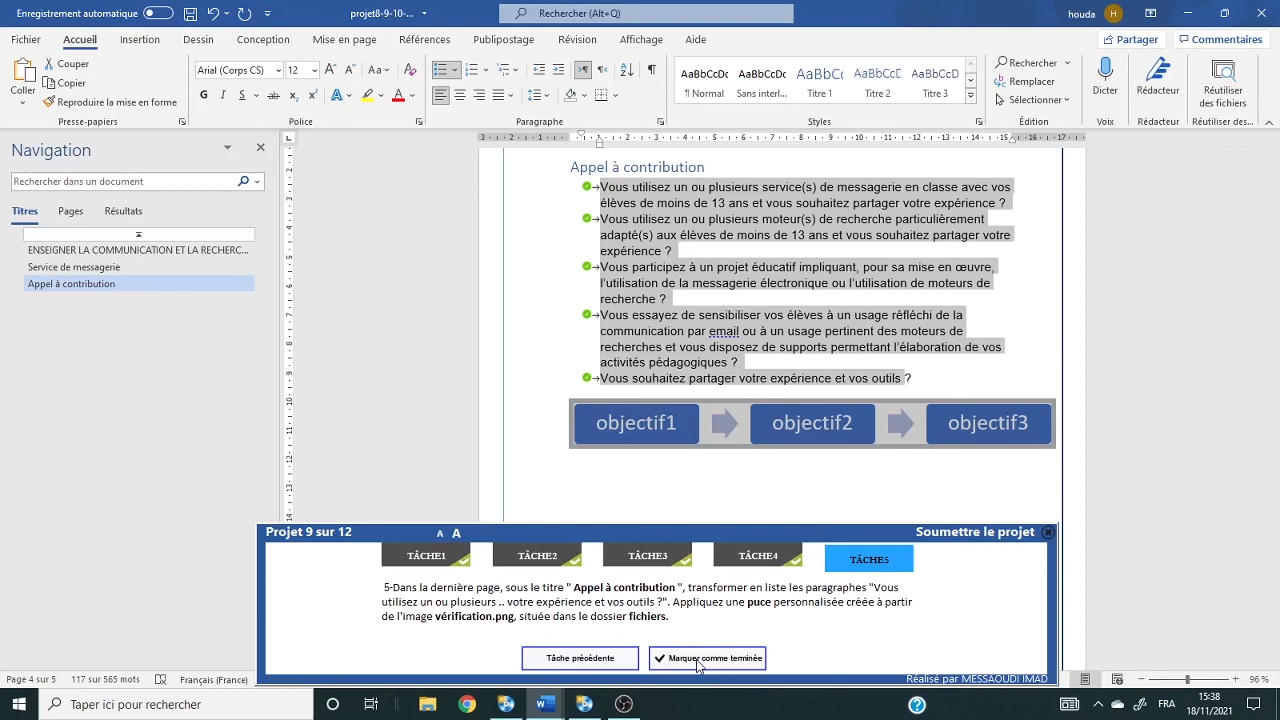 Enregistrement automatique
projet8-9-10-...
Rechercher (Alt+Q)
houda
H
Fichier
Accueil
Insertion
Dessin
Conception
Mise en page
Références
Publipostage
Révision
Affichage
Aide
Partager
Commentaires
Coller
Couper
Copier
Reproduire la mise en forme
Presse-papiers
Arial (Corps CS)
12
Police
Paragraphe
AaBbCcDc
¶ Normal
AaBbCcDc
Sans interl...
AaBbCc
Titre 1
AaBbCcD
Titre 2
AaBbCcD
Titre 3
Styles
Rechercher
Remplacer
Sélectionner
Édition
Dicter
Voix
Rédacteur
Rédacteur
Réutiliser
des fichiers
Réutiliser des...
Navigation
Rechercher dans un document
Titres
Pages
Résultats
ENSEIGNER LA COMMUNICATION ET LA RECHERC...
Service de messagerie
Appel à contribution
Appel à contribution
Vous utilisez un ou plusieurs service(s) de messagerie en classe avec vos
élèves de moins de 13 ans et vous souhaitez partager votre expérience ?
Vous utilisez un ou plusieurs moteur(s) de recherche particulièrement
adapté(s) aux élèves de moins de 13 ans et vous souhaitez partager votre
expérience ?
Vous participez à un projet éducatif impliquant, pour sa mise en œuvre,
l'utilisation de la messagerie électronique ou l'utilisation de moteurs de
recherche ?
Vous essayez de sensibiliser vos élèves à un usage réfléchi de la
communication par email ou à un usage pertinent des moteurs de
recherches et vous disposez de supports permettant l'élaboration de vos
activités pédagogiques ?
Vous souhaitez partager votre expérience et vos outils ?
objectif1
objectif2
objectif3
Projet 9 sur 12
A A
Soumettre le projet
TÂCHE1
TÂCHE2
TÂCHE3
TÂCHE4
TÂCHE5
5-Dans la dernière page, sous le titre " Appel à contribution ", transformer en liste les paragraphes "Vous
utilisez un ou plusieurs .. votre expérience et vos outils ?". Appliquez une puce personnalisée créée à partir
de l'image vérification.png, située dans le dossier fichiers.
Tâche précédente
Marquer comme terminée
Réalisé par MESSAOUDI IMAD
Page 4 sur 5
117 sur 565 mots
Français (France)
96 %
Taper ici pour rechercher
FRA
15:38
18/11/2021